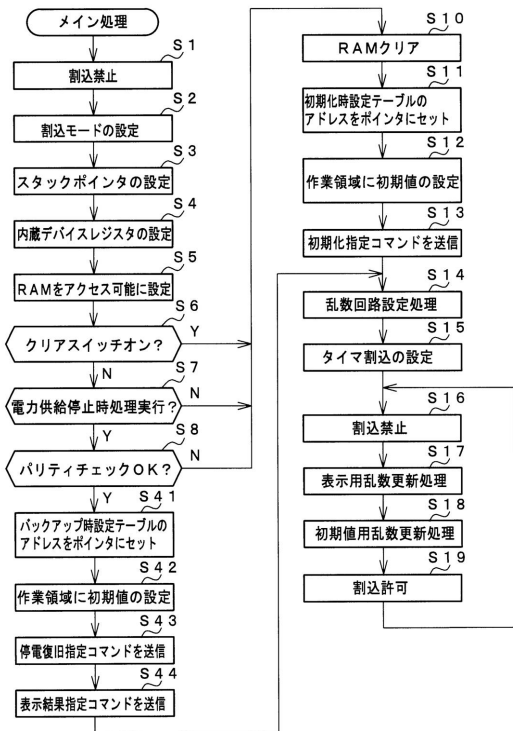 メイン処理
S1
割込禁止
S2
割込モードの設定
S3
スタックポインタの設定
S4
内蔵デバイスレジスタの設定
S5
RAMをアクセス可能に設定
S6
クリアスイッチオン?
Y
N
S7
電力供給停止時処理実行?
N
Y
S8
パリティチェックOK?
N
Y
S41
バックアップ時設定テーブルの
アドレスをポインタにセット
S42
作業領域に初期値の設定
S43
停電復旧指定コマンドを送信
S44
表示結果指定コマンドを送信
S10
RAMクリア
S11
初期化時設定テーブルの
アドレスをポインタにセット
S12
作業領域に初期値の設定
S13
初期化指定コマンドを送信
S14
乱数回路設定処理
S15
タイマ割込の設定
S16
割込禁止
S17
表示用乱数更新処理
S18
初期値用乱数更新処理
S19
割込許可